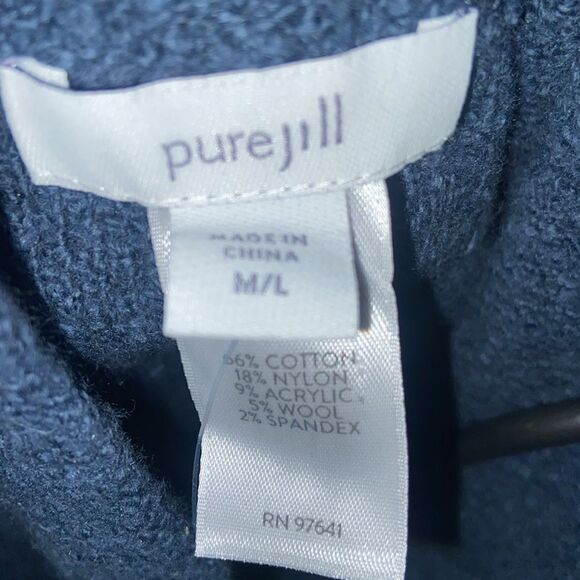 purejill
MADE IN
CHINA
M/L
66% COTTON
18% NYLON
9% ACRYLIC
5% WOOL
2% SPANDEX
RN 97641